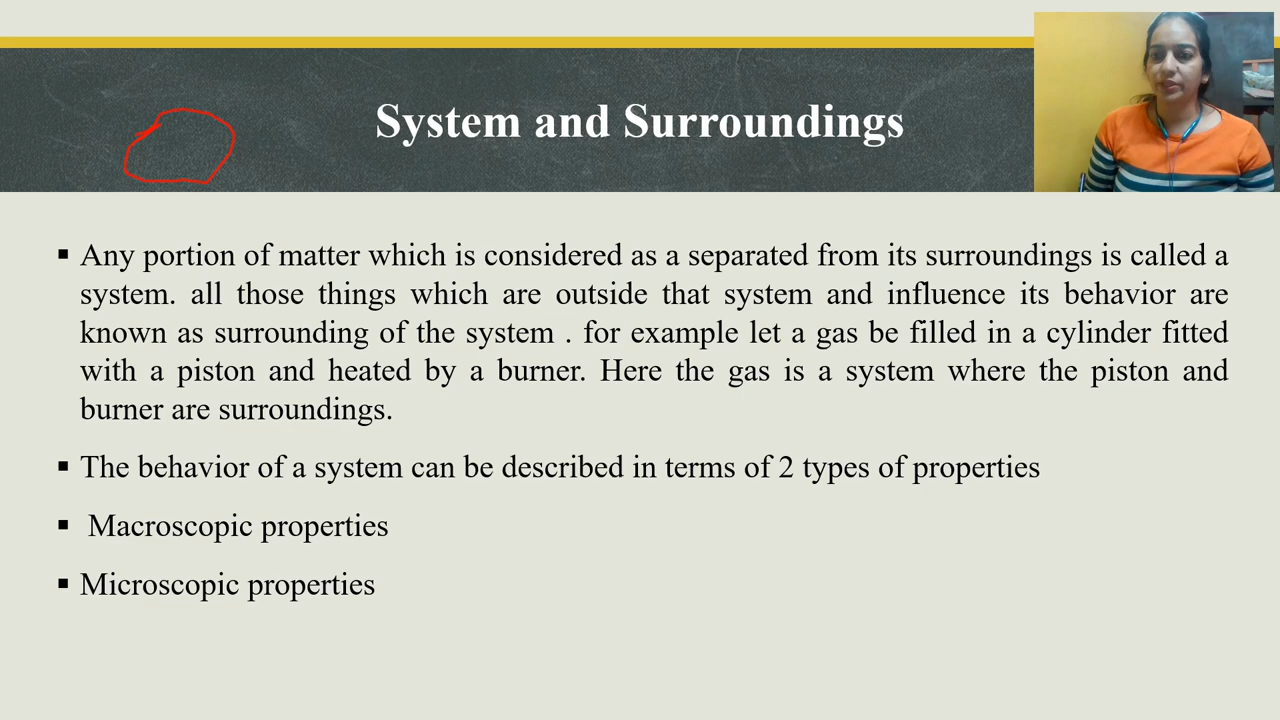 System and Surroundings
▪ Any portion of matter which is considered as a separated from its surroundings is called a
system. all those things which are outside that system and influence its behavior are
known as surrounding of the system . for example let a gas be filled in a cylinder fitted
with a piston and heated by a burner. Here the gas is a system where the piston and
burner are surroundings.
▪ The behavior of a system can be described in terms of 2 types of properties
▪ Macroscopic properties
▪ Microscopic properties